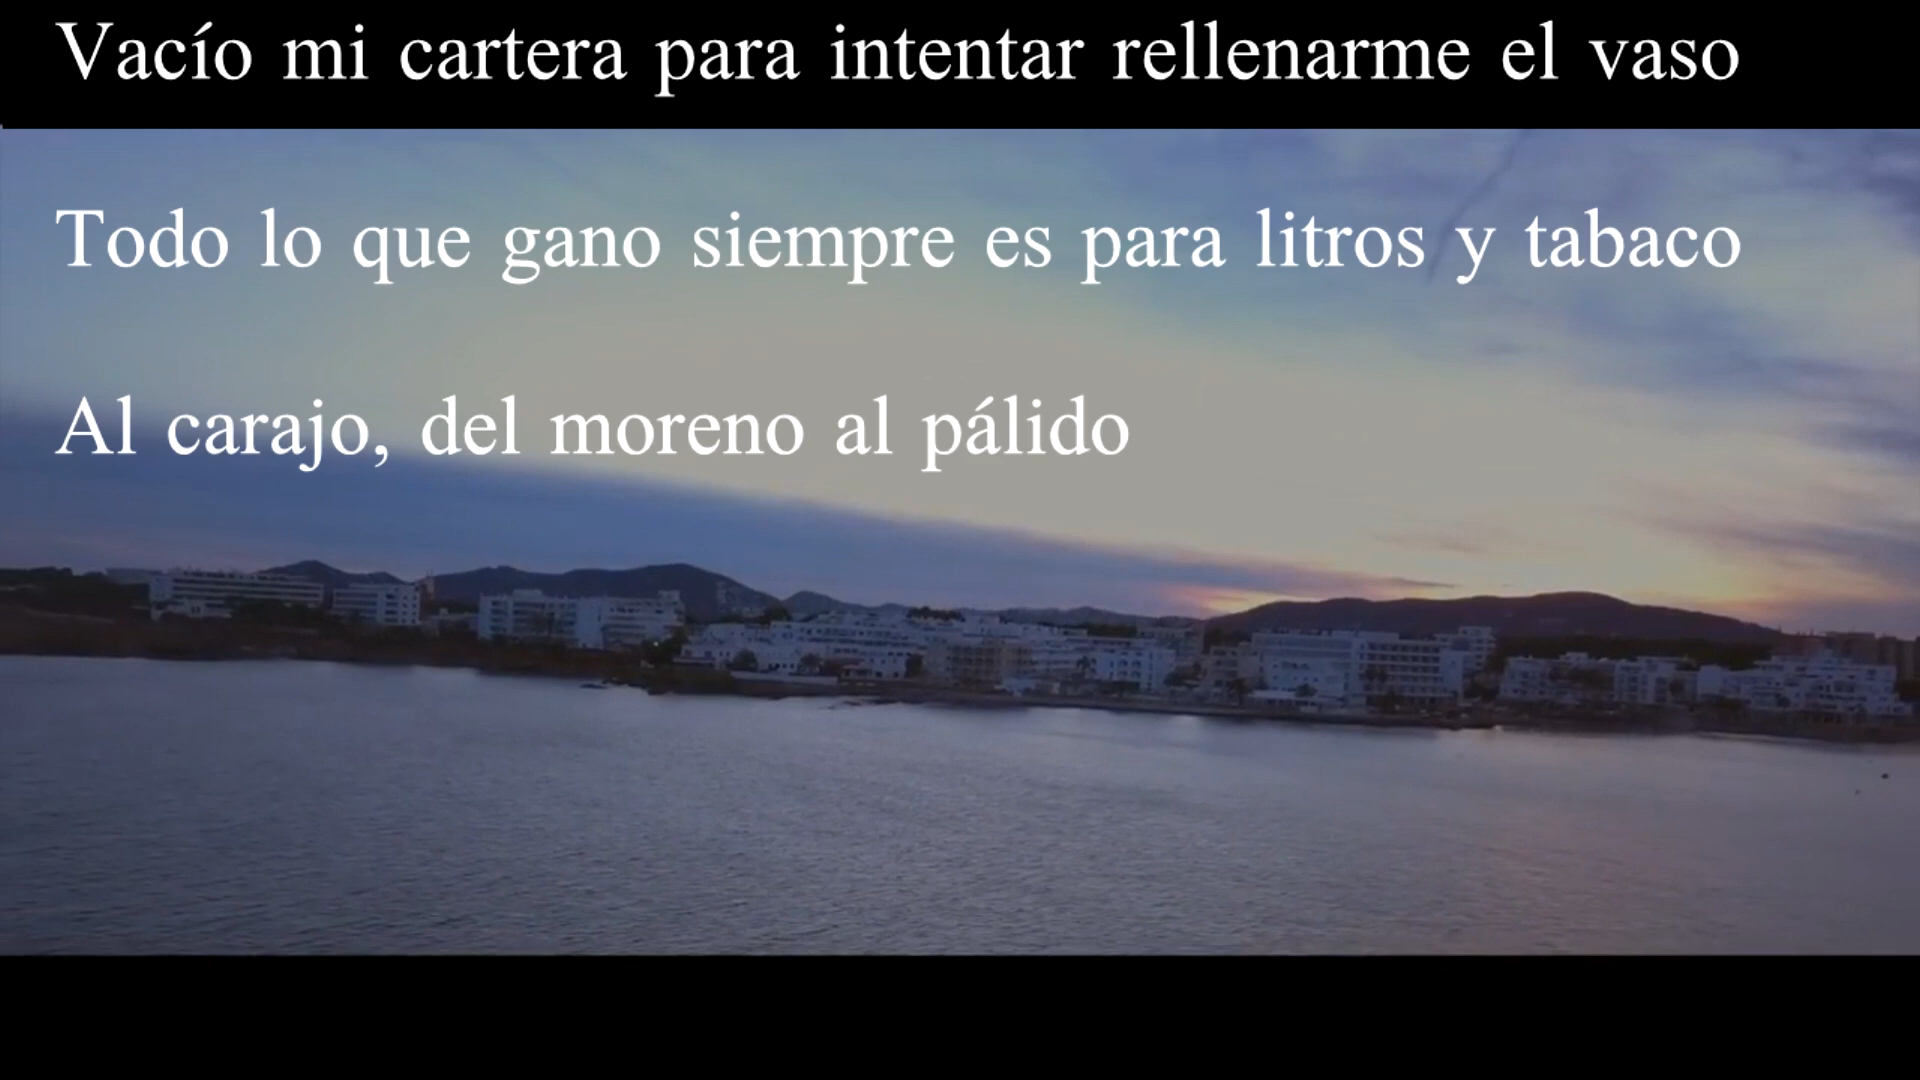 Vacío mi cartera para intentar rellenarme el vaso
Todo lo que gano siempre es para litros y tabaco
Al carajo, del moreno al pálido